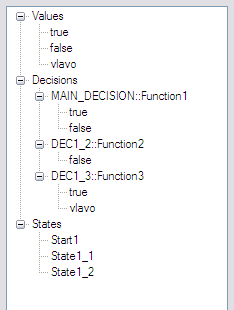 Values
true
false
vlavo
Decisions
MAIN_DECISION::Function1
true
false
DEC1_2::Function2
false
DEC1_3::Function3
true
vlavo
States
Start1
State1_1
State1_2